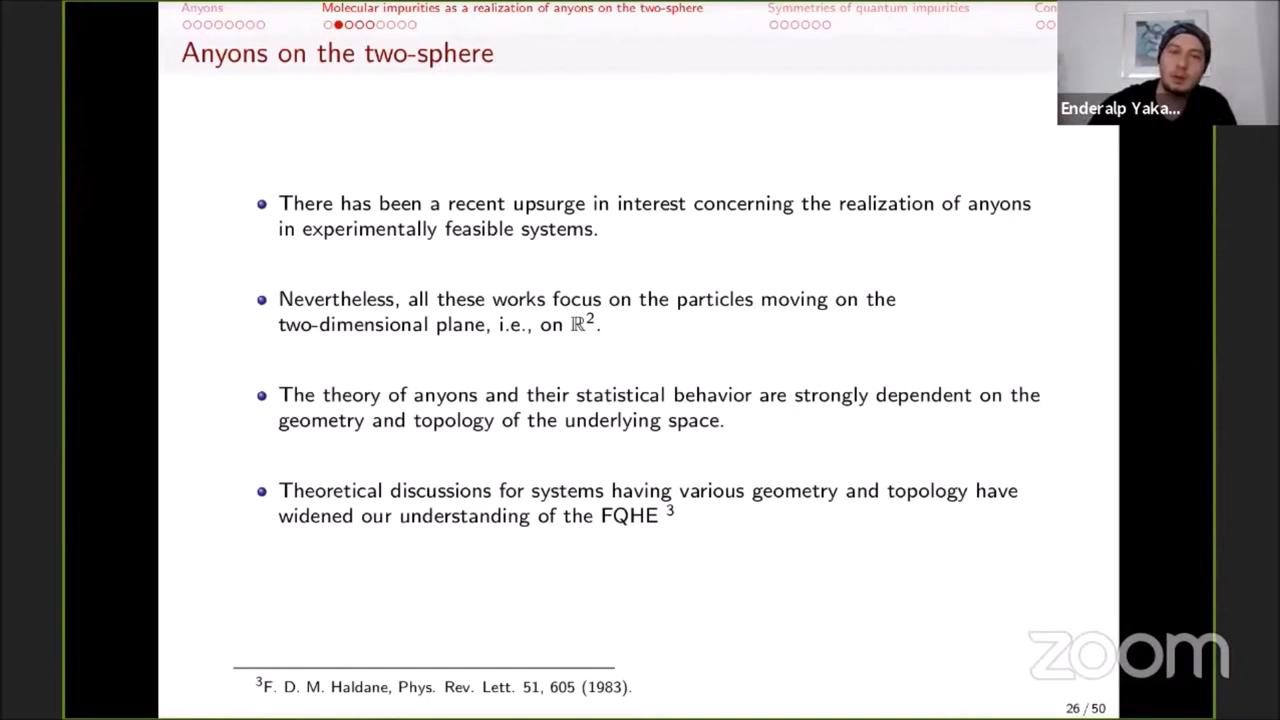 Anyons
Molecular impurities as a realization of anyons on the two-sphere
Symmetries of quantum impurities
Con
Anyons on the two-sphere
Enderalp Yaka...
There has been a recent upsurge in interest concerning the realization of anyons
in experimentally feasible systems.
Nevertheless, all these works focus on the particles moving on the
two-dimensional plane, i.e., on ℝ².
The theory of anyons and their statistical behavior are strongly dependent on the
geometry and topology of the underlying space.
Theoretical discussions for systems having various geometry and topology have
widened our understanding of the FQHE ³
³F. D. M. Haldane, Phys. Rev. Lett. 51, 605 (1983).
zoom
26 / 50